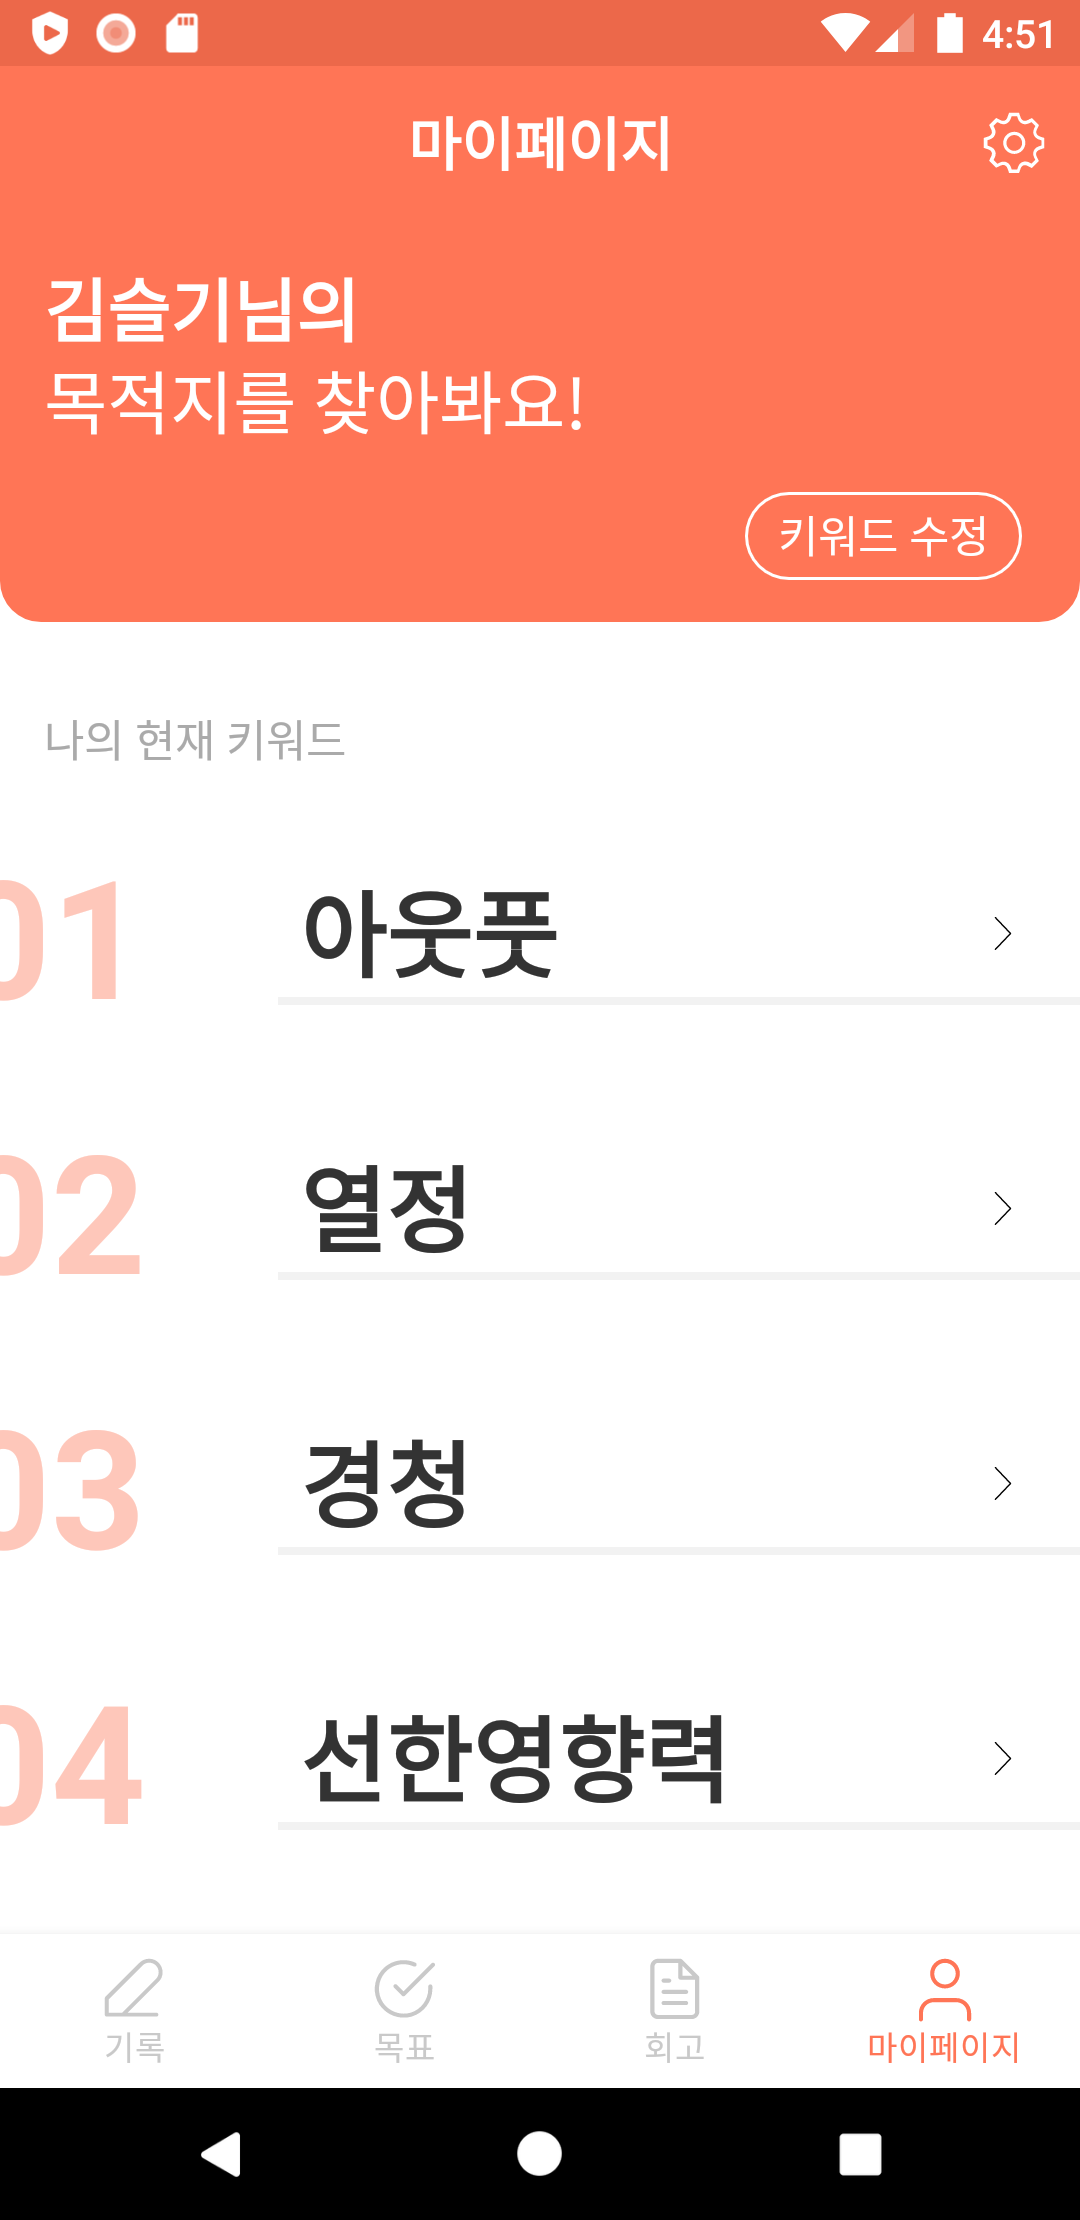 4:51
마이페이지
김슬기님의
목적지를 찾아봐요!
키워드 수정
나의 현재 키워드
01 아웃풋
02 열정
03 경청
04 선한영향력
기록 목표 회고 마이페이지